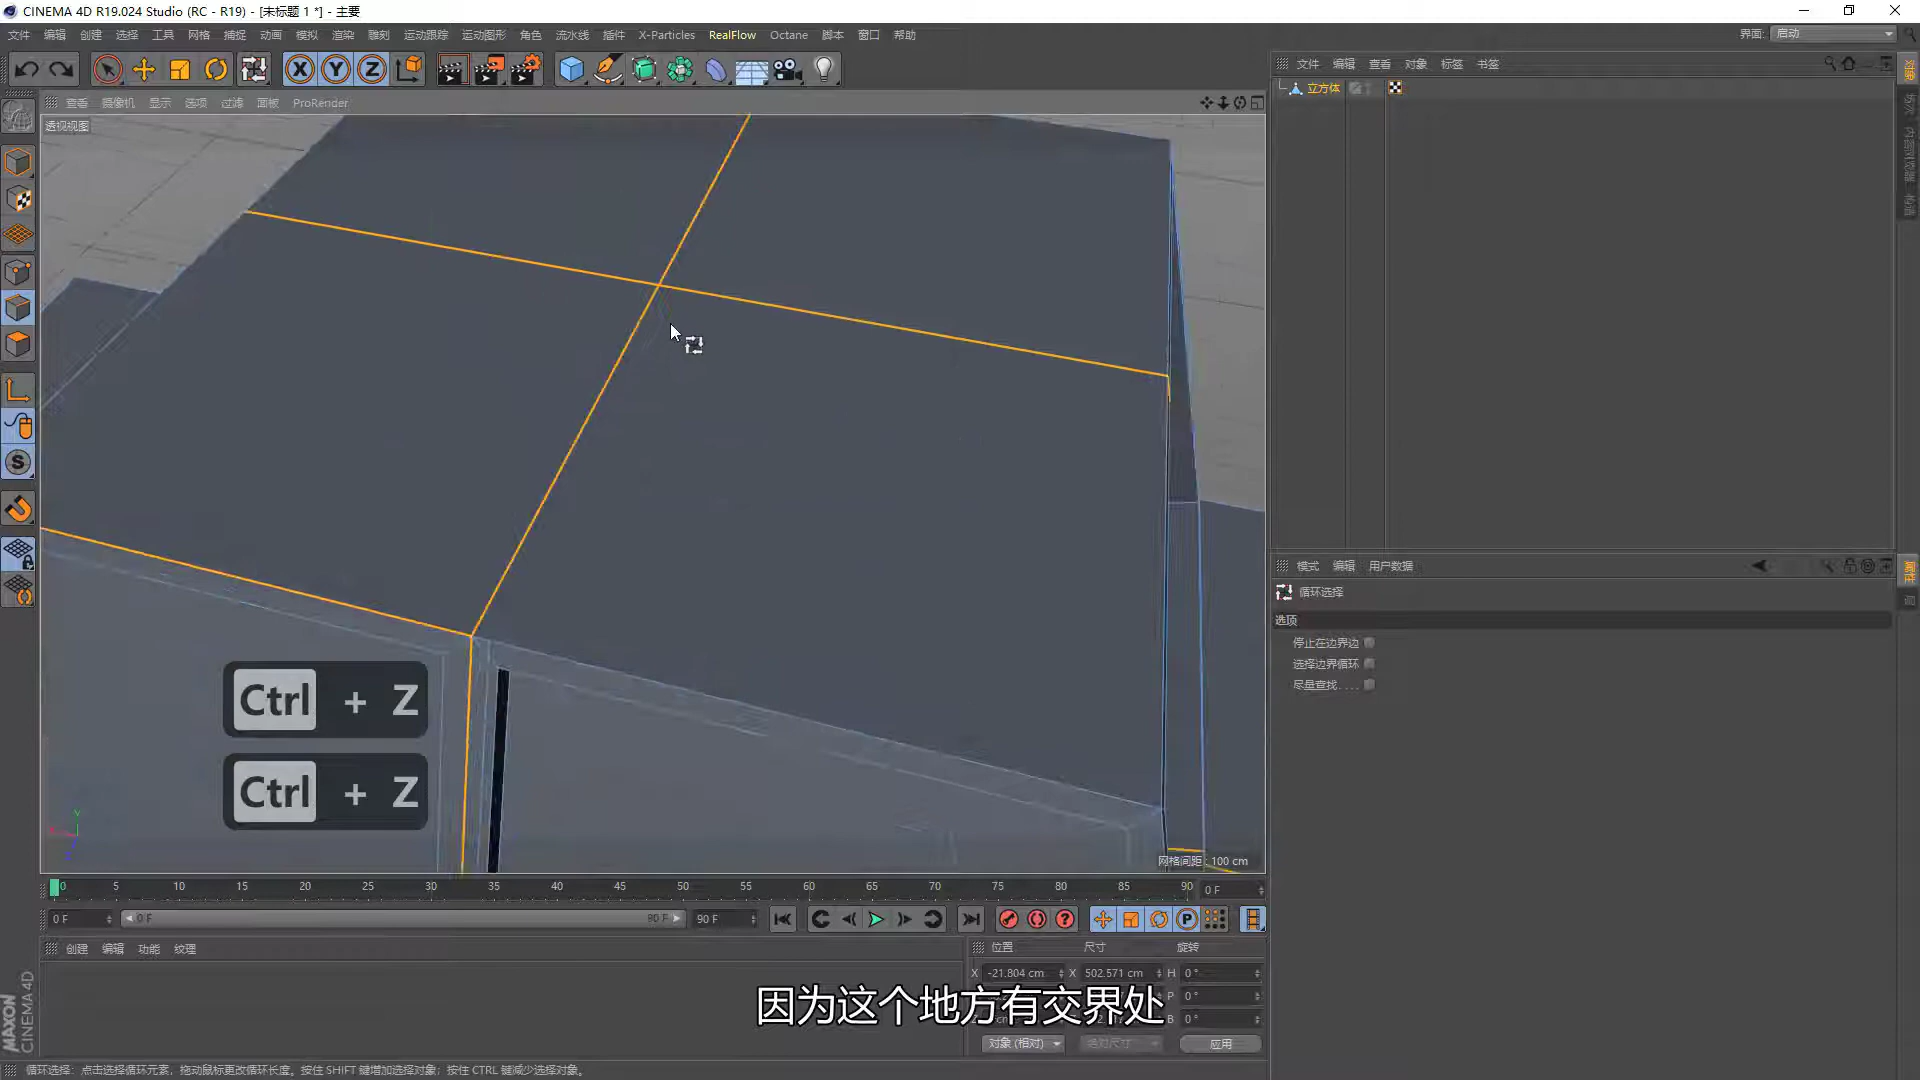 CINEMA 4D R19.024 Studio (RC - R19) - [未标题 1 *] - 主要
文件 编辑 创建 选择 工具 网格 捕捉 动画 模拟 渲染 雕刻 运动跟踪 运动图形 角色 流水线 插件 X-Particles RealFlow Octane 脚本 窗口 帮助
界面: 启动
文件 编辑 查看 对象 标签 书签
立方体
查看 摄像机 显示 选项 过滤 面板 ProRender
透视视图
模式 编辑 用户数据
循环选择
选项
停止在边界边
选择边界循环
尽量查找
Ctrl + Z
Ctrl + Z
网格间距 : 100 cm
0 5 10 15 20 25 30 35 40 45 50 55 60 65 70 75 80 85 90 0 F
0 F 0 F 90 F 90 F
创建 编辑 功能 纹理
位置 尺寸 旋转
X -21.804 cm X 502.571 cm H 0°
P 0°
B 0°
对象 (相对) 绝对尺寸 应用
因为这个地方有交界处
MAXON CINEMA 4D
循环选择: 点击选择循环元素，拖动鼠标更改循环长度。按住 SHIFT 键增加选择对象；按住 CTRL 键减少选择对象。